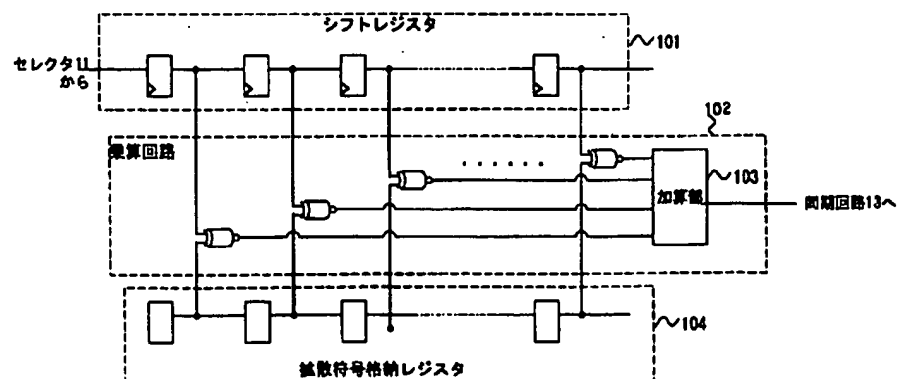 シフトレジスタ
101
セレクタ11
から
102
乗算回路
103
加算部
同期回路13へ
104
拡散符号格納レジスタ